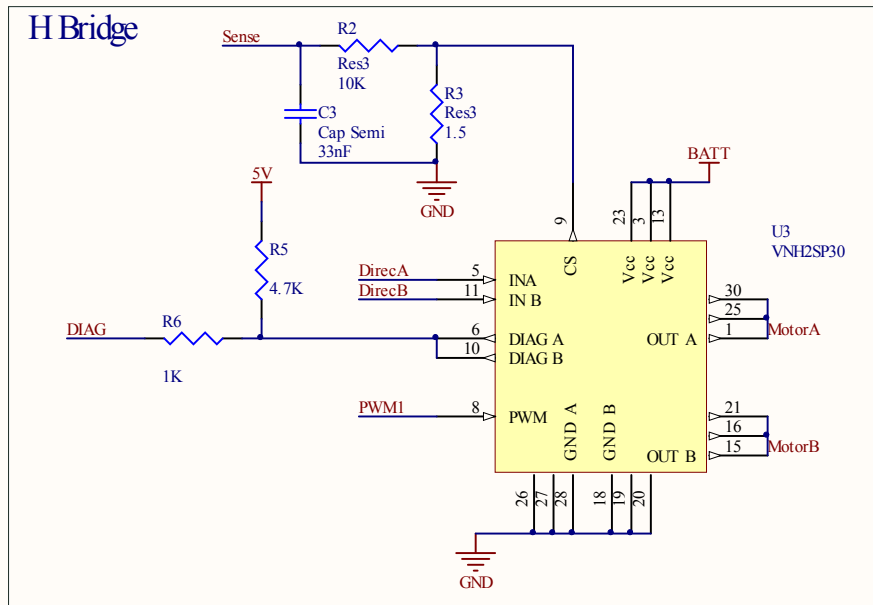 H Bridge
Sense
R2
Res3
10K
C3
Cap Semi
33nF
R3
Res3
1.5
GND
5V
R5
4.7K
DIAG
R6
1K
BATT
U3
VNH2SP30
9
23
3
13
CS
Vcc
Vcc
Vcc
DirecA
5
INA
DirecB
11
IN B
6
DIAG A
10
DIAG B
PWM1
8
PWM
30
25
1
OUT A
MotorA
21
16
15
OUT B
MotorB
GND A
GND B
26
27
28
18
19
20
GND